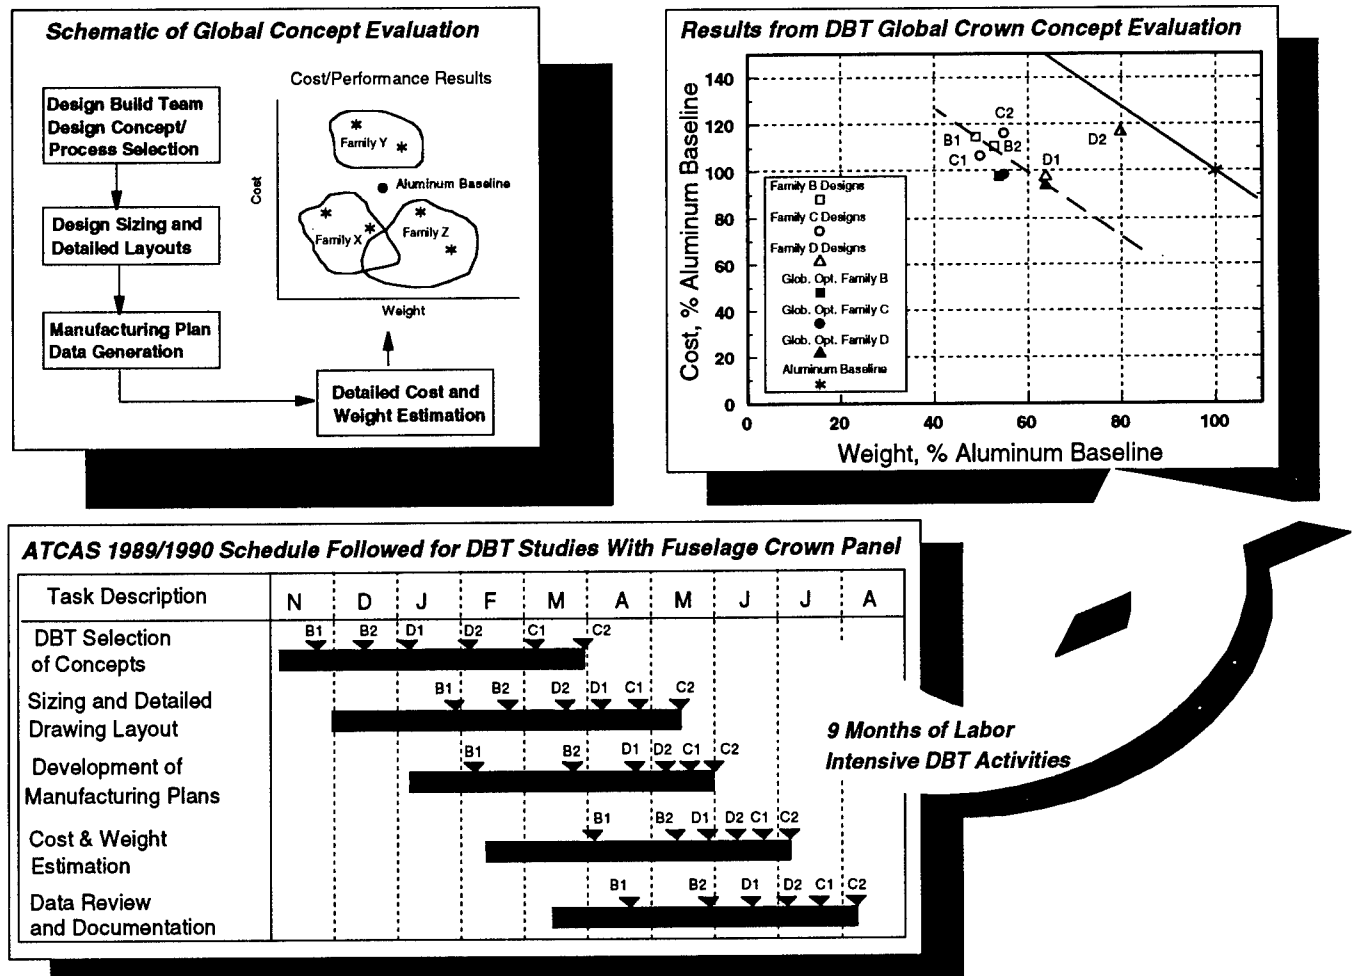 Schematic of Global Concept Evaluation
Design Build Team
Design Concept/
Process Selection
Design Sizing and
Detailed Layouts
Manufacturing Plan
Data Generation
Detailed Cost and
Weight Estimation
Cost/Performance Results
Cost
Family Y
Aluminum Baseline
Family X
Family Z
Weight
Results from DBT Global Crown Concept Evaluation
Cost, % Aluminum Baseline
140
120
100
80
60
40
20
0
C2
B1
B2
C1
D1
D2
Family B Designs
Family C Designs
Family D Designs
Glob. Opt. Family B
Glob. Opt. Family C
Glob. Opt. Family D
Aluminum Baseline
0 20 40 60 80 100
Weight, % Aluminum Baseline
ATCAS 1989/1990 Schedule Followed for DBT Studies With Fuselage Crown Panel
Task Description N D J F M A M J J A
DBT Selection
of Concepts
B1 B2 D1 D2 C1 C2
Sizing and Detailed
Drawing Layout
B1 B2 D2 D1 C1 C2
Development of
Manufacturing Plans
B1 B2 D1 D2 C1 C2
Cost & Weight
Estimation
B1 B2 D1 D2 C1 C2
Data Review
and Documentation
B1 B2 D1 D2 C1 C2
9 Months of Labor
Intensive DBT Activities